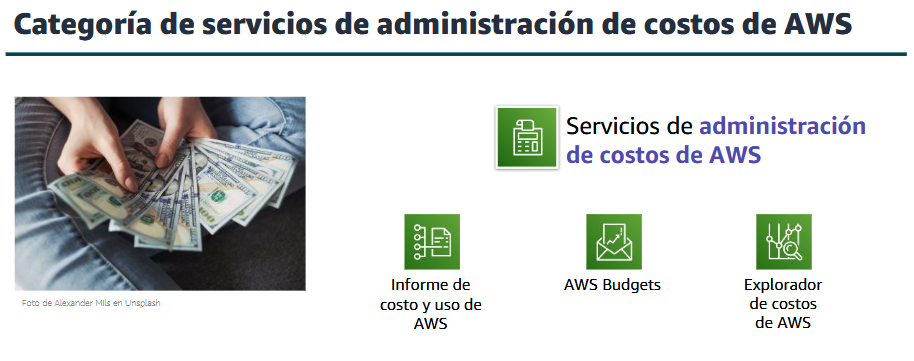 Categoría de servicios de administración de costos de AWS
Servicios de administración
de costos de AWS
Foto de Alexander Mils en Unsplash
Informe de
costo y uso de
AWS
AWS Budgets
Explorador
de costos
de AWS